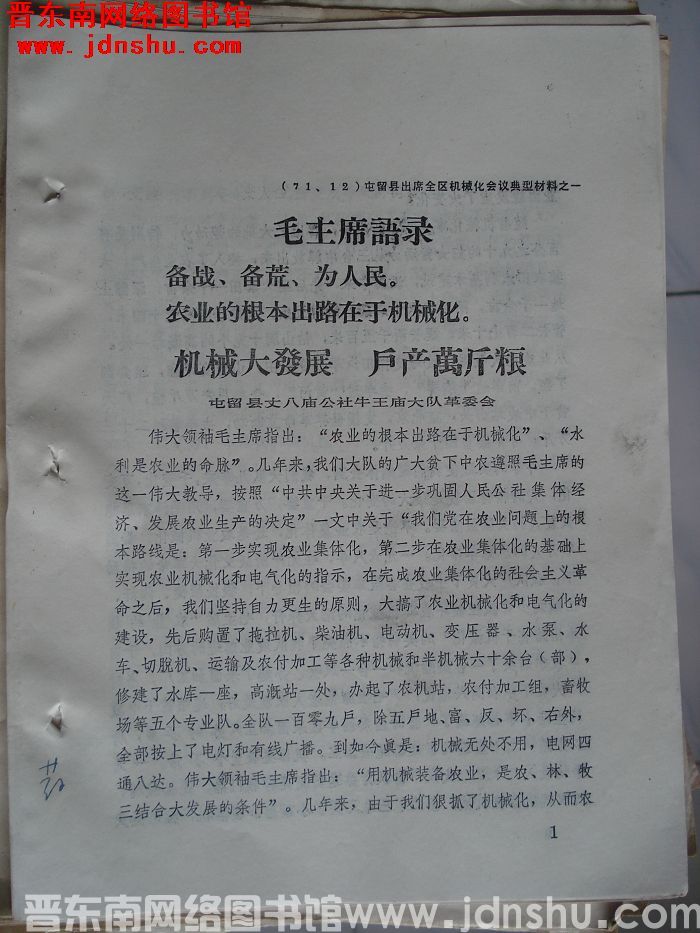 晋东南网络图书馆
www.jdnshu.com
(71、12)屯留县出席全区机械化会议典型材料之一
毛主席語录
备战、备荒、为人民。
农业的根本出路在于机械化。
机械大發展 戶产萬斤粮
屯留县丈八庙公社牛王庙大队革委会
伟大领袖毛主席指出：“农业的根本出路在于机械化”、“水
利是农业的命脉”。几年来，我们大队的广大贫下中农遵照毛主席的
这一伟大教导，按照“中共中央关于进一步巩固人民公社集体经
济、发展农业生产的决定”一文中关于“我们党在农业问题上的根
本路线是：第一步实现农业集体化，第二步在农业集体化的基础上
实现农业机械化和电气化的指示，在完成农业集体化的社会主义革
命之后，我们坚持自力更生的原则，大搞了农业机械化和电气化的
建设，先后购置了拖拉机、柴油机、电动机、变压器、水泵、水
车、切脱机、运输及农付加工等各种机械和半机械六十余台（部），
修建了水库一座，高灌站一处，办起了农机站，农付加工组，畜牧
场等五个专业队。全队一百零九戶，除五戶地、富、反、坏、右外，
全部按上了电灯和有线广播。到如今眞是：机械无处不用，电网四
通八达。伟大领袖毛主席指出：“用机械装备农业，是农、林、牧
三结合大发展的条件”。几年来，由于我们狠抓了机械化，从而农
1
晋东南网络图书馆 www.jdnshu.com